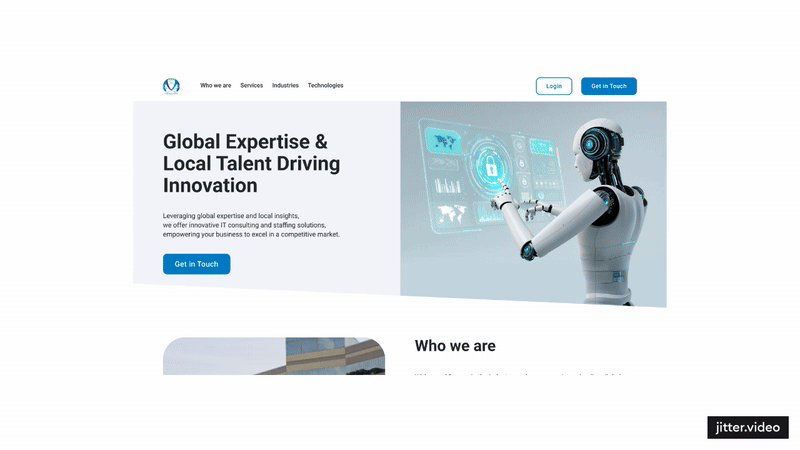 Who we are
Services
Industries
Technologies
Login
Get in Touch
Global Expertise &
Local Talent Driving
Innovation
Leveraging global expertise and local insights,
we offer innovative IT consulting and staffing solutions,
empowering your business to excel in a competitive market.
Get in Touch
Who we are
jitter.video